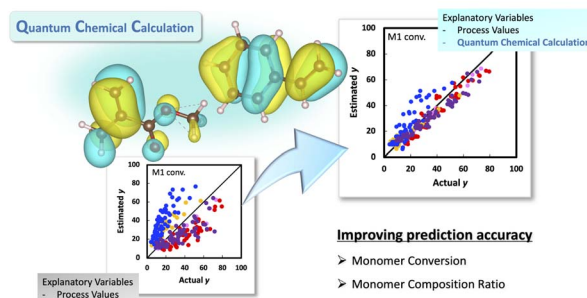 Quantum Chemical Calculation
Explanatory Variables
- Process Values
- Quantum Chemical Calculation
M1 conv.
100
80
60
40
20
0
0 20 40 60 80 100
Estimated y
Actual y
M1 conv.
100
80
60
40
20
0
0 20 40 60 80 100
Estimated y
Actual y
Explanatory Variables
- Process Values
Improving prediction accuracy
➢ Monomer Conversion
➢ Monomer Composition Ratio